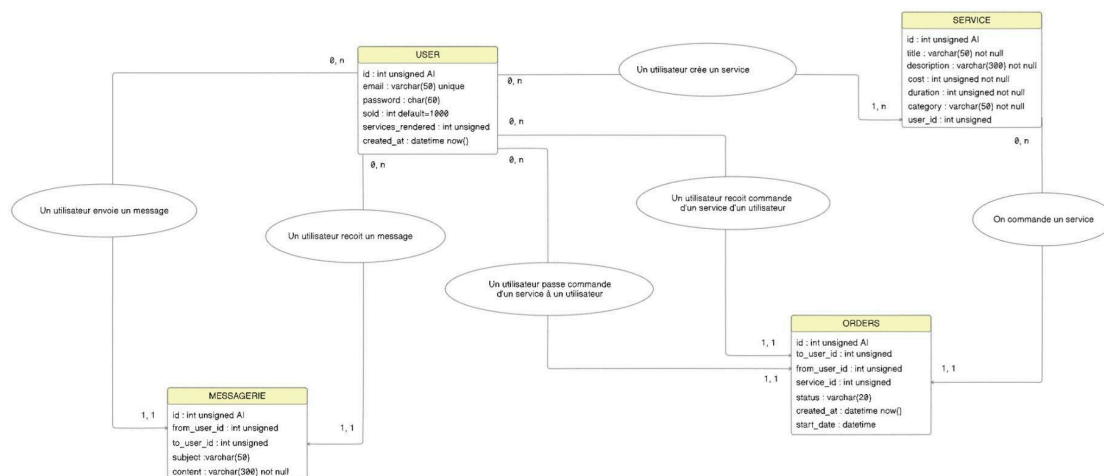 SERVICE
id : int unsigned AI
title : varchar(50) not null
description : varchar(300) not null
cost : int unsigned not null
duration : int unsigned not null
category : varchar(50) not null
user_id : int unsigned
USER
id : int unsigned AI
email : varchar(50) unique
password : char(60)
sold : int default=1000
services_rendered : int unsigned
created_at : datetime now()
0, n
0, n
Un utilisateur crée un service
1, n
0, n
0, n
0, n
0, n
Un utilisateur envoie un message
Un utilisateur recoit un message
Un utilisateur recoit commande
d'un service d'un utilisateur
On commande un service
Un utilisateur passe commande
d'un service à un utilisateur
ORDERS
id : int unsigned AI
to_user_id : int unsigned
from_user_id : int unsigned
service_id : int unsigned
status : varchar(20)
created_at : datetime now()
start_date : datetime
1, 1
1, 1
1, 1
MESSAGERIE
id : int unsigned AI
from_user_id : int unsigned
to_user_id : int unsigned
subject :varchar(50)
content : varchar(300) not null
1, 1
1, 1